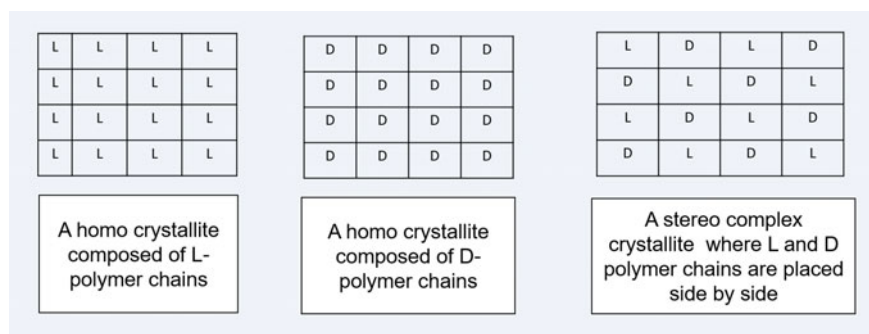 L L L L
L L L L
L L L L
L L L L
D D D D
D D D D
D D D D
D D D D
L D L D
D L D L
L D L D
D L D L
A homo crystallite
composed of L-
polymer chains
A homo crystallite
composed of D-
polymer chains
A stereo complex
crystallite where L and D
polymer chains are placed
side by side